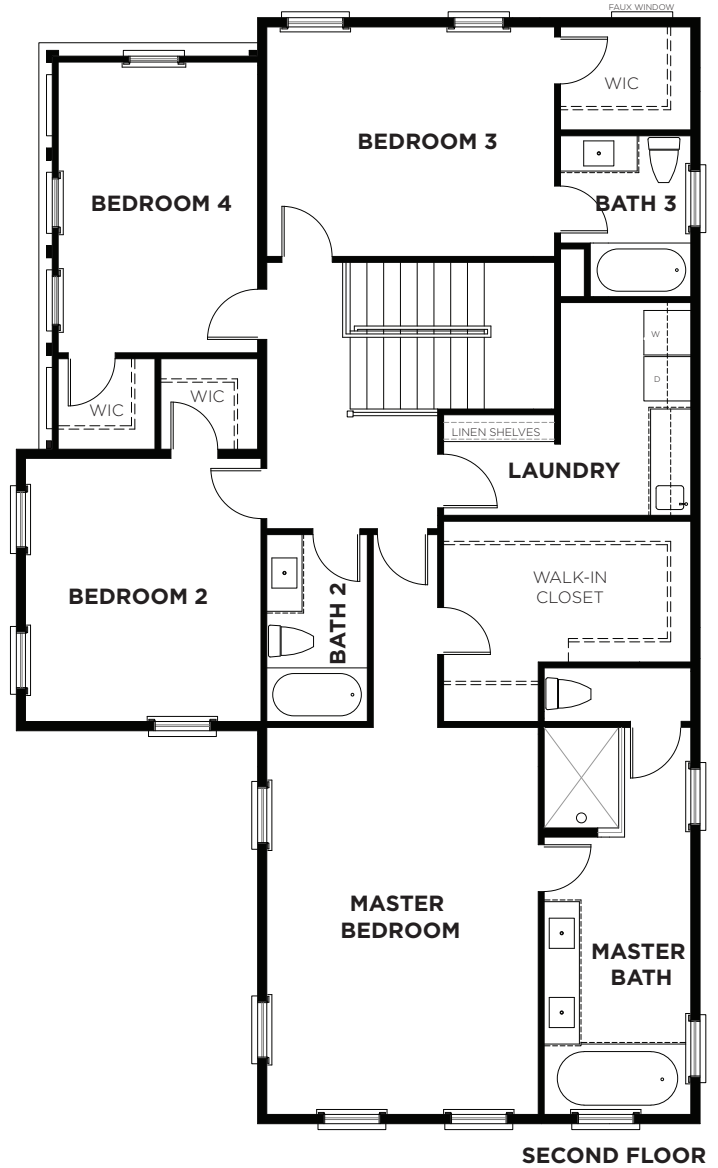 FAUX WINDOW
WIC
BEDROOM 3
BEDROOM 4
BATH 3
W
D
WIC
WIC
LINEN SHELVES
LAUNDRY
WALK-IN
CLOSET
BEDROOM 2
BATH 2
MASTER
BEDROOM
MASTER
BATH
SECOND FLOOR